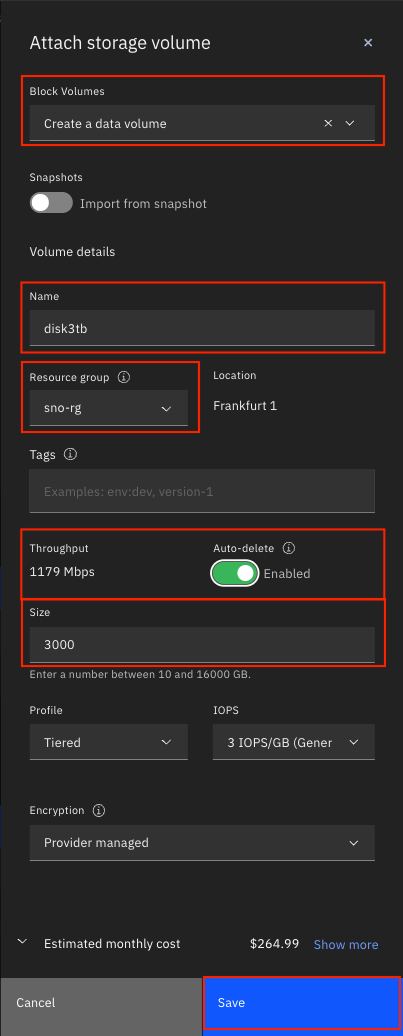 Attach storage volume
Block Volumes
Create a data volume
Snapshots
Import from snapshot
Volume details
Name
disk3tb
Resource group
Location
sno-rg
Frankfurt 1
Tags
Examples: env:dev, version-1
Throughput
Auto-delete
1179 Mbps
Enabled
Size
3000
Enter a number between 10 and 16000 GB.
Profile
IOPS
Tiered
3 IOPS/GB (Gener
Encryption
Provider managed
Estimated monthly cost $264.99 Show more
Cancel
Save